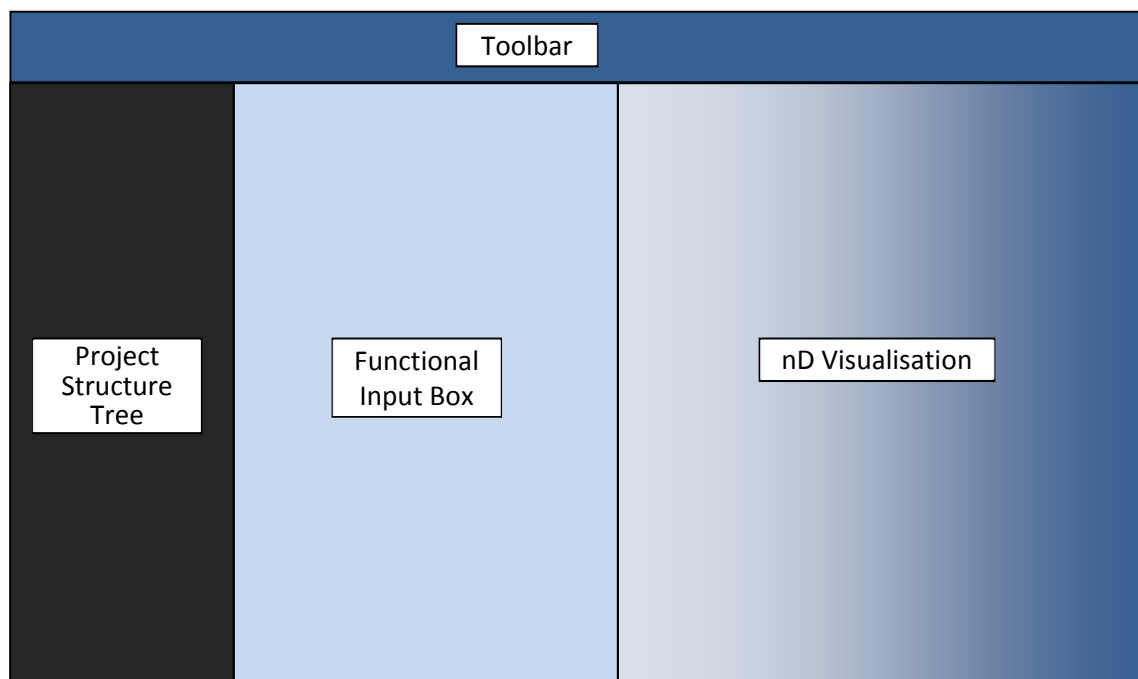 Toolbar
Project
Structure
Tree
Functional
Input Box
nD Visualisation